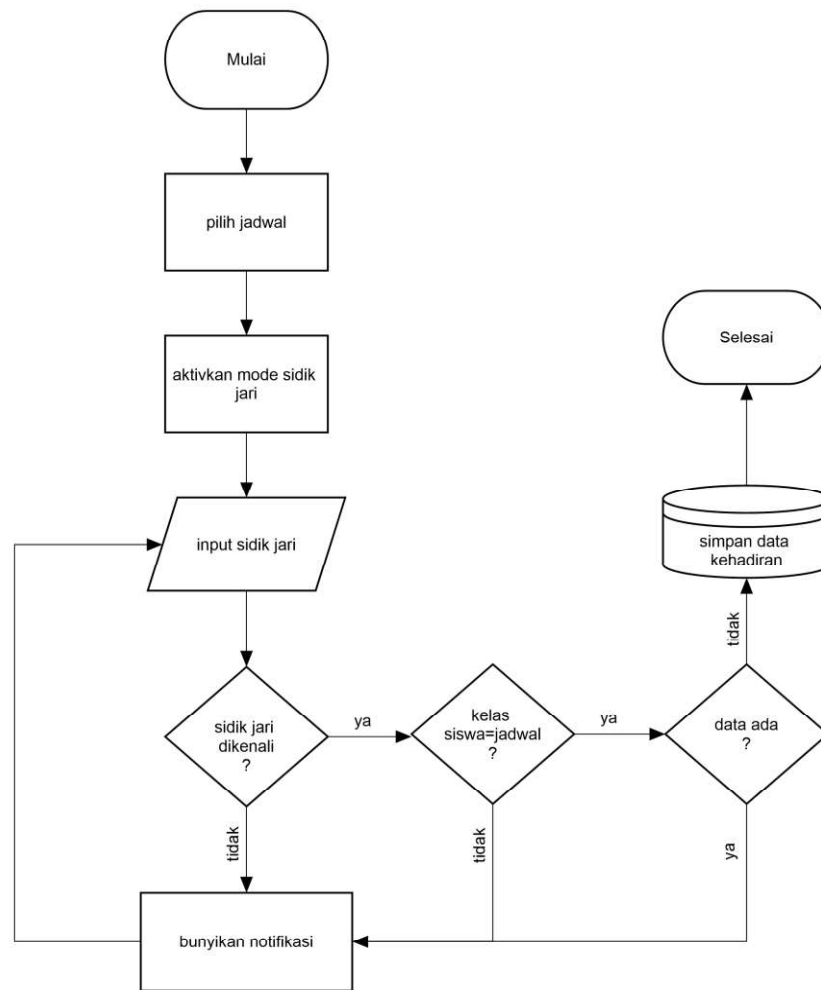 Mulai
pilih jadwal
aktivkan mode sidik
jari
input sidik jari
sidik jari
dikenali
?
ya
tidak
kelas
siswa=jadwal
?
ya
tidak
data ada
?
tidak
ya
simpan data
kehadiran
Selesai
bunyikan notifikasi